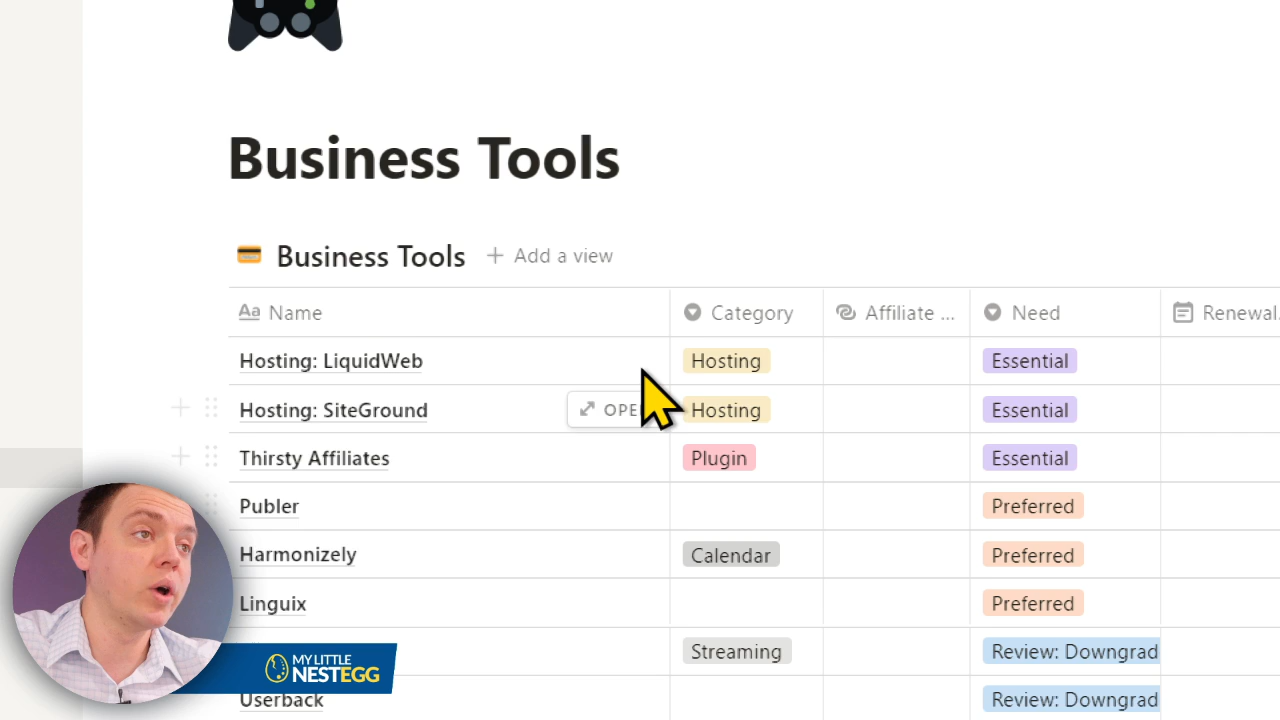 Business Tools
Business Tools + Add a view
Aa Name Category Affiliate ... Need Renewal...
Hosting: LiquidWeb Hosting Essential
Hosting: SiteGround OPE Hosting Essential
Thirsty Affiliates Plugin Essential
Publer Preferred
Harmonizely Calendar Preferred
Linguix Preferred
Streaming Review: Downgrad
MY LITTLE
NESTEGG
Userback Review: Downgrad